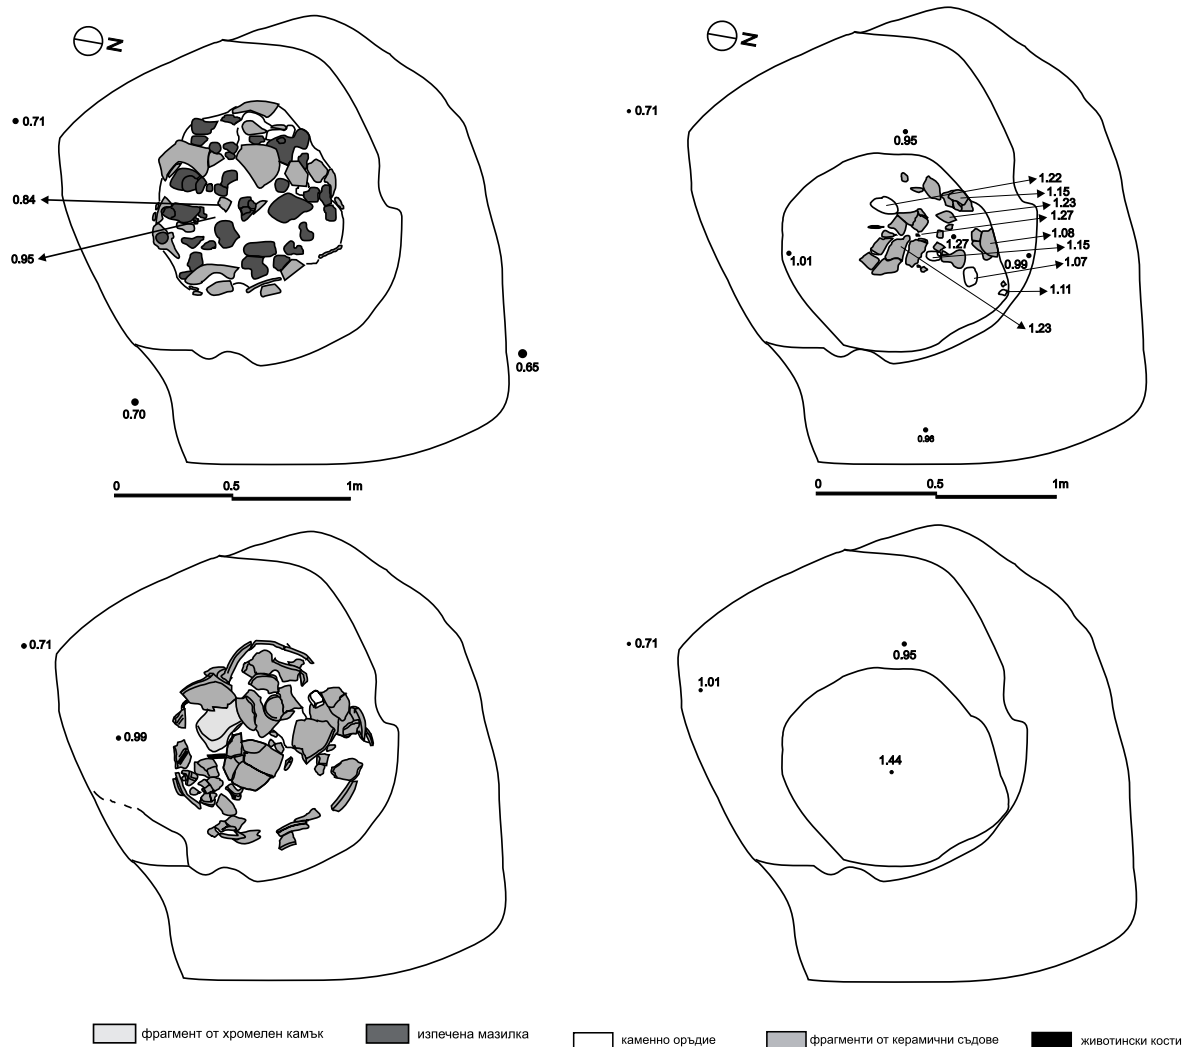 N
0.71
0.84
0.95
0.70
0.65
0 0.5 1m
N
0.71
0.95
1.22
1.15
1.23
1.27
1.08
1.15
1.07
1.11
1.23
1.27
0.99
1.01
0.96
0 0.5 1m
0.71
0.99
0.71
1.01
0.95
1.44
фрагмент от хромелен камък
изпечена мазилка
каменно оръдие
фрагменти от керамични съдове
животински кости